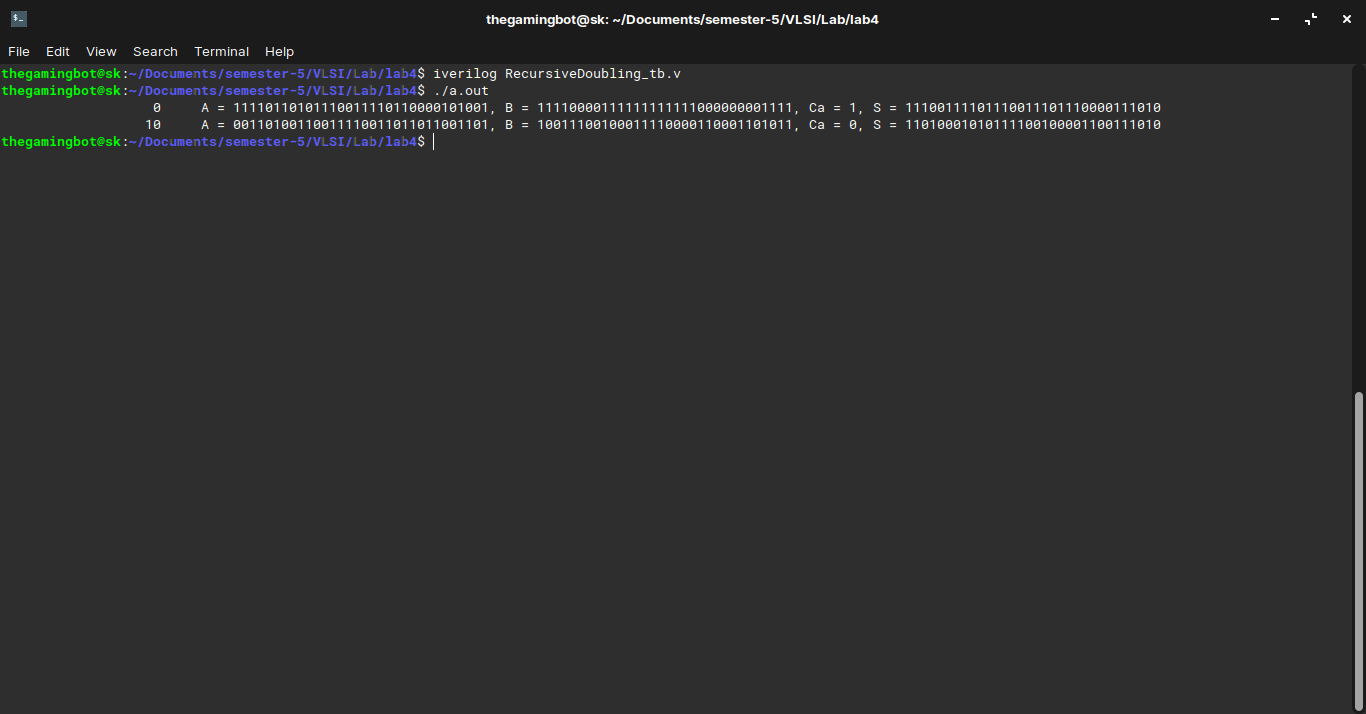 thegamingbot@sk: ~/Documents/semester-5/VLSI/Lab/lab4
File Edit View Search Terminal Help
thegamingbot@sk:~/Documents/semester-5/VLSI/Lab/lab4$ iverilog RecursiveDoubling_tb.v
thegamingbot@sk:~/Documents/semester-5/VLSI/Lab/lab4$ ./a.out
0 A = 11110110101110011110110000101001, B = 11110000111111111111000000001111, Ca = 1, S = 11100111101110011101110000111010
10 A = 00110100110011110011011011001101, B = 10011100100011110000110001101011, Ca = 0, S = 11010001010111100100001100111010
thegamingbot@sk:~/Documents/semester-5/VLSI/Lab/lab4$